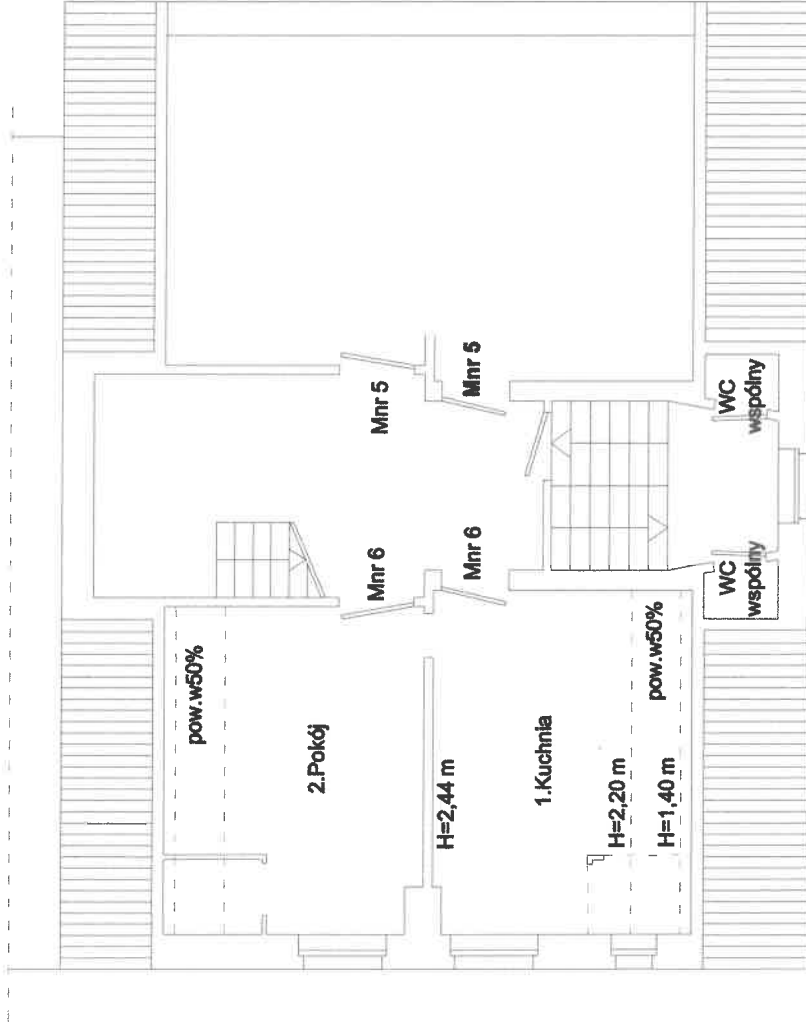 pow.w50%
2.Pokój
H=2,44 m
1.Kuchnia
H=2,20 m
H=1,40 m
pow.w50%
Mnr 6
Mnr 6
Mnr 5
Mnr 5
WC
wspólny
WC
wspólny